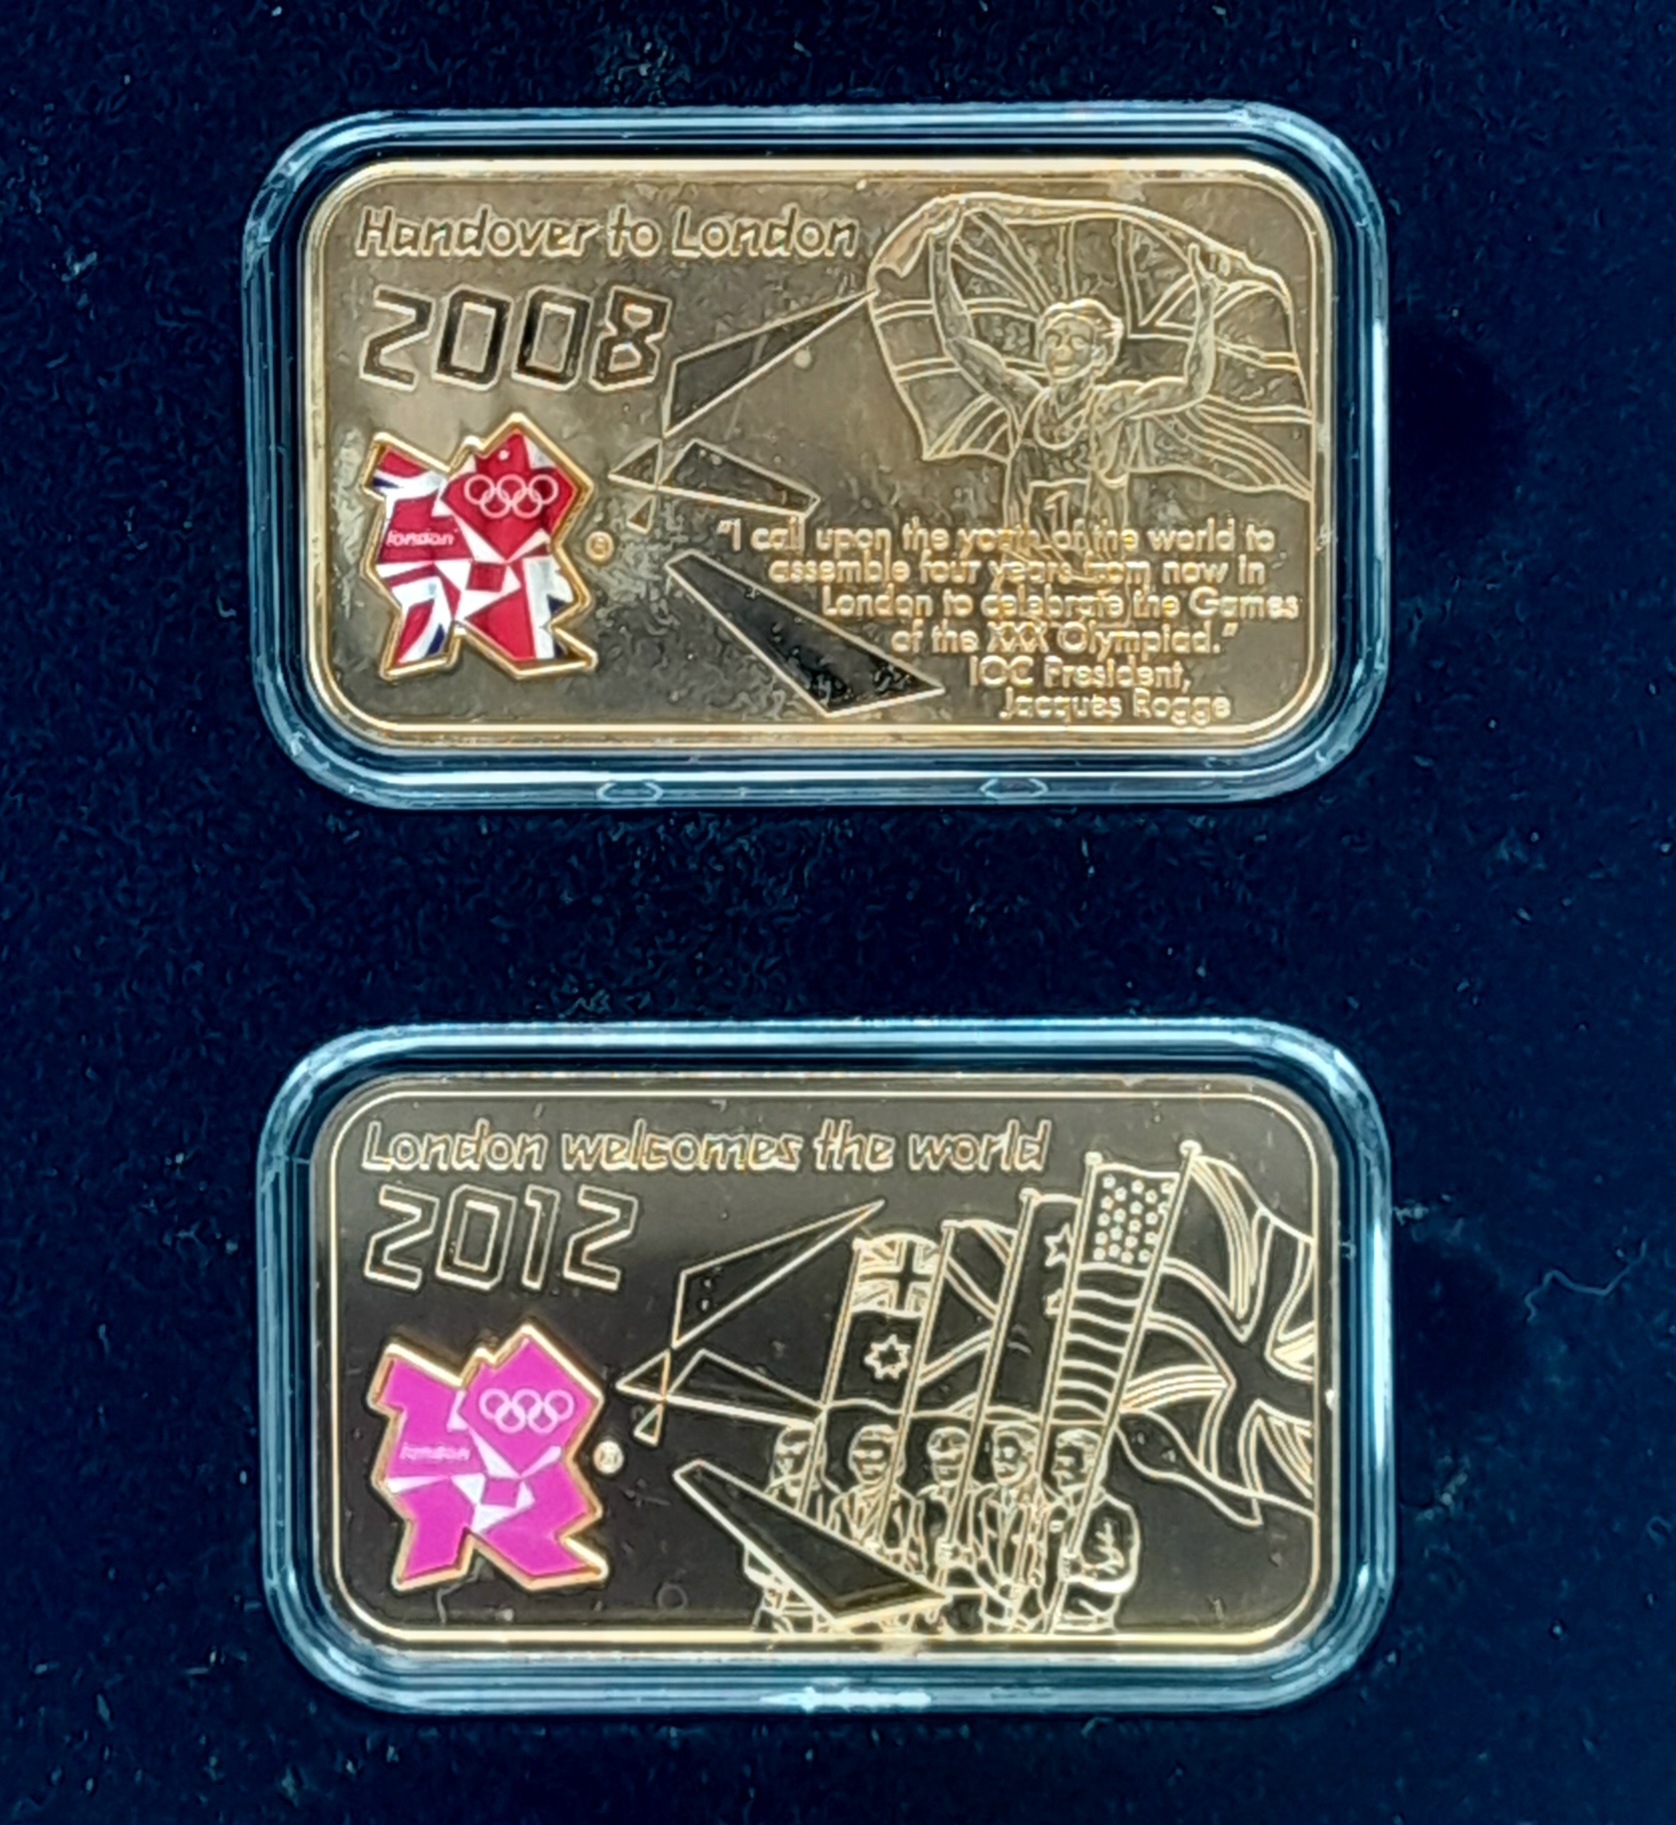 Handover to London
2008
london
1
"I call upon the youth of the world to
assemble four years from now in
London to celebrate the Games
of the XXX Olympiad."
IOC President,
Jacques Rogge
London welcomes the world
2012
london